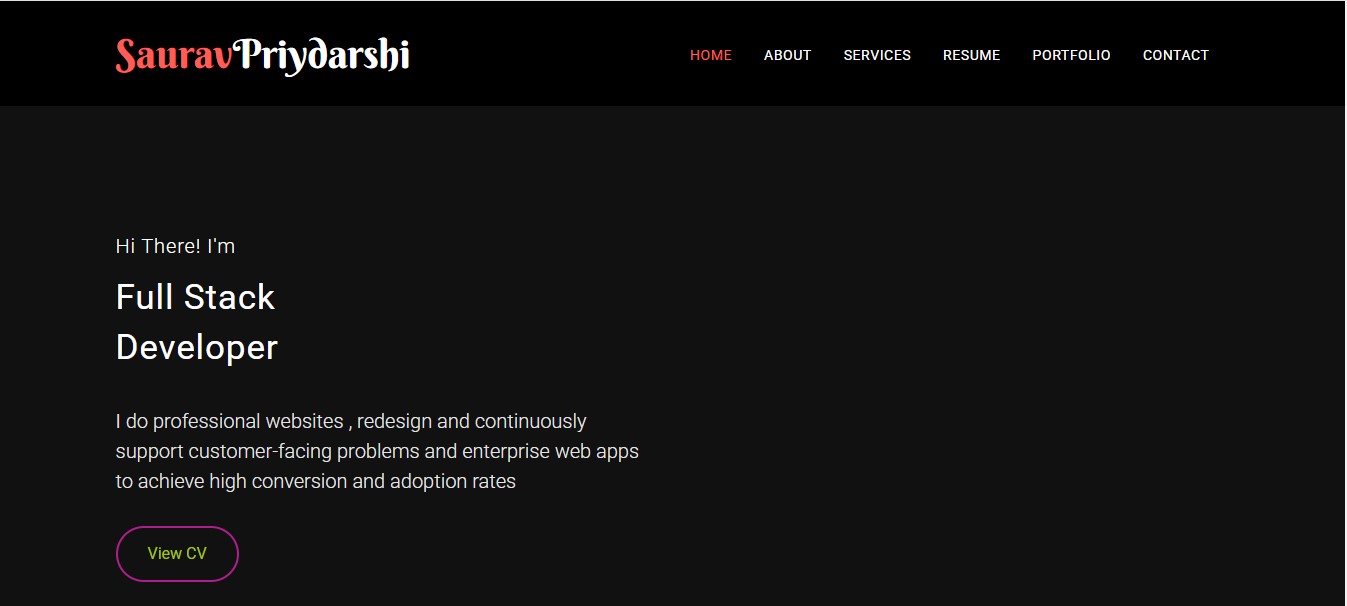 SauravPriydarshi
HOME ABOUT SERVICES RESUME PORTFOLIO CONTACT
Hi There! I'm
Full Stack
Developer
I do professional websites , redesign and continuously
support customer-facing problems and enterprise web apps
to achieve high conversion and adoption rates
View CV